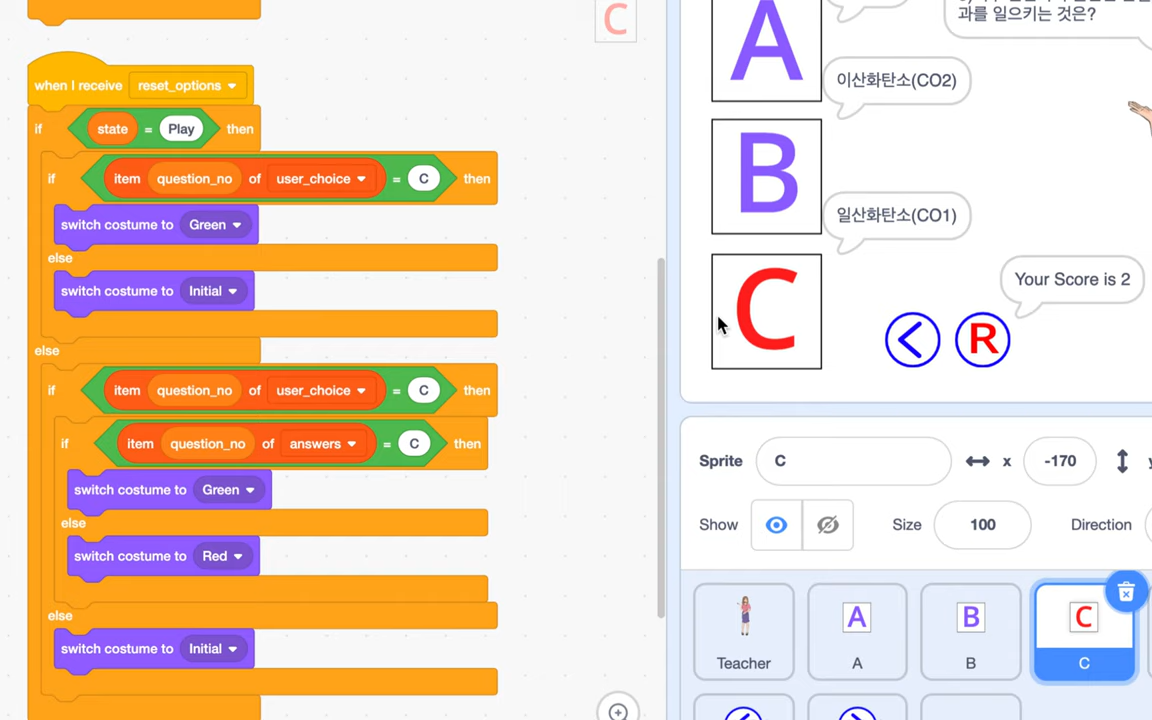 C
when I receive reset_options
if state = Play then
if item question_no of user_choice = C then
switch costume to Green
else
switch costume to Initial
else
if item question_no of user_choice = C then
if item question_no of answers = C then
switch costume to Green
else
switch costume to Red
else
switch costume to Initial
과를 일으키는 것은?
A
이산화탄소(CO2)
B
일산화탄소(CO1)
C
Your Score is 2
R
Sprite C x -170
Show Size 100 Direction
A B C
Teacher A B C